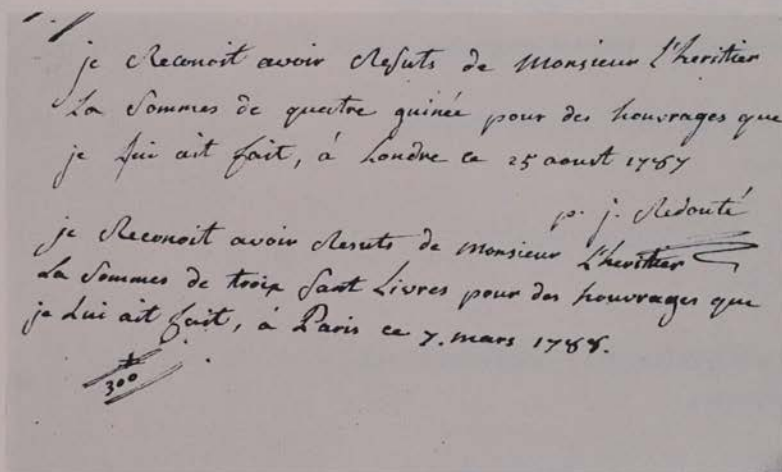 je Reconoit avoir Resuts de Monsieur L'heritier
La Sommes de quatre guinée pour des houvrages que
je Lui ait fait, á Londre ce 25 aoust 1787
p. j. Redouté
je Reconoit avoir Resuts de Monsieur L'heritier
La Sommes de troix Sant Livres pour des houvrages que
je Lui ait fait, á Paris ce 7. mars 1788.
300